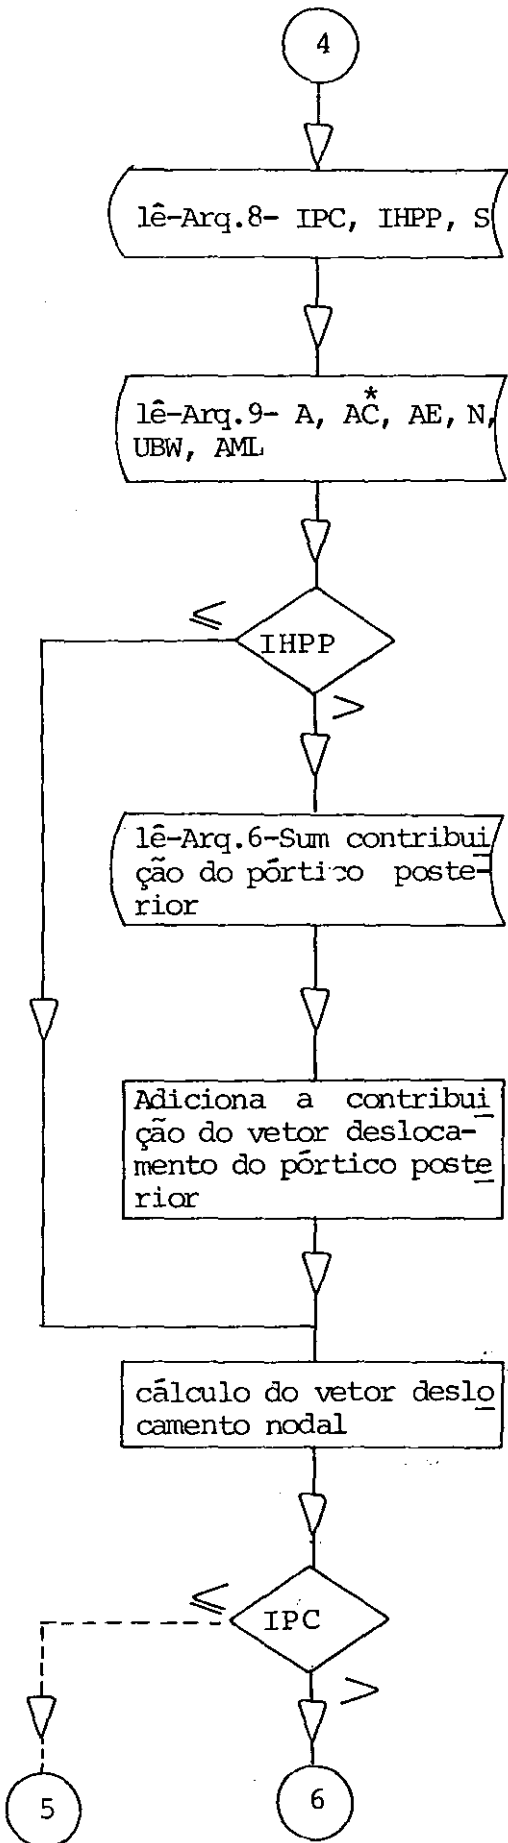 4
lê-Arq.8- IPC, IHPP, S
lê-Arq.9- A, AC*, AE, N,
UBW, AML
≤
IHPP
>
lê-Arq.6-Sum contribui
ção do pórtico poste-
rior
Adiciona a contribui
ção do vetor desloca-
mento do pórtico poste
rior
cálculo do vetor deslo
camento nodal
≤
IPC
>
5
6